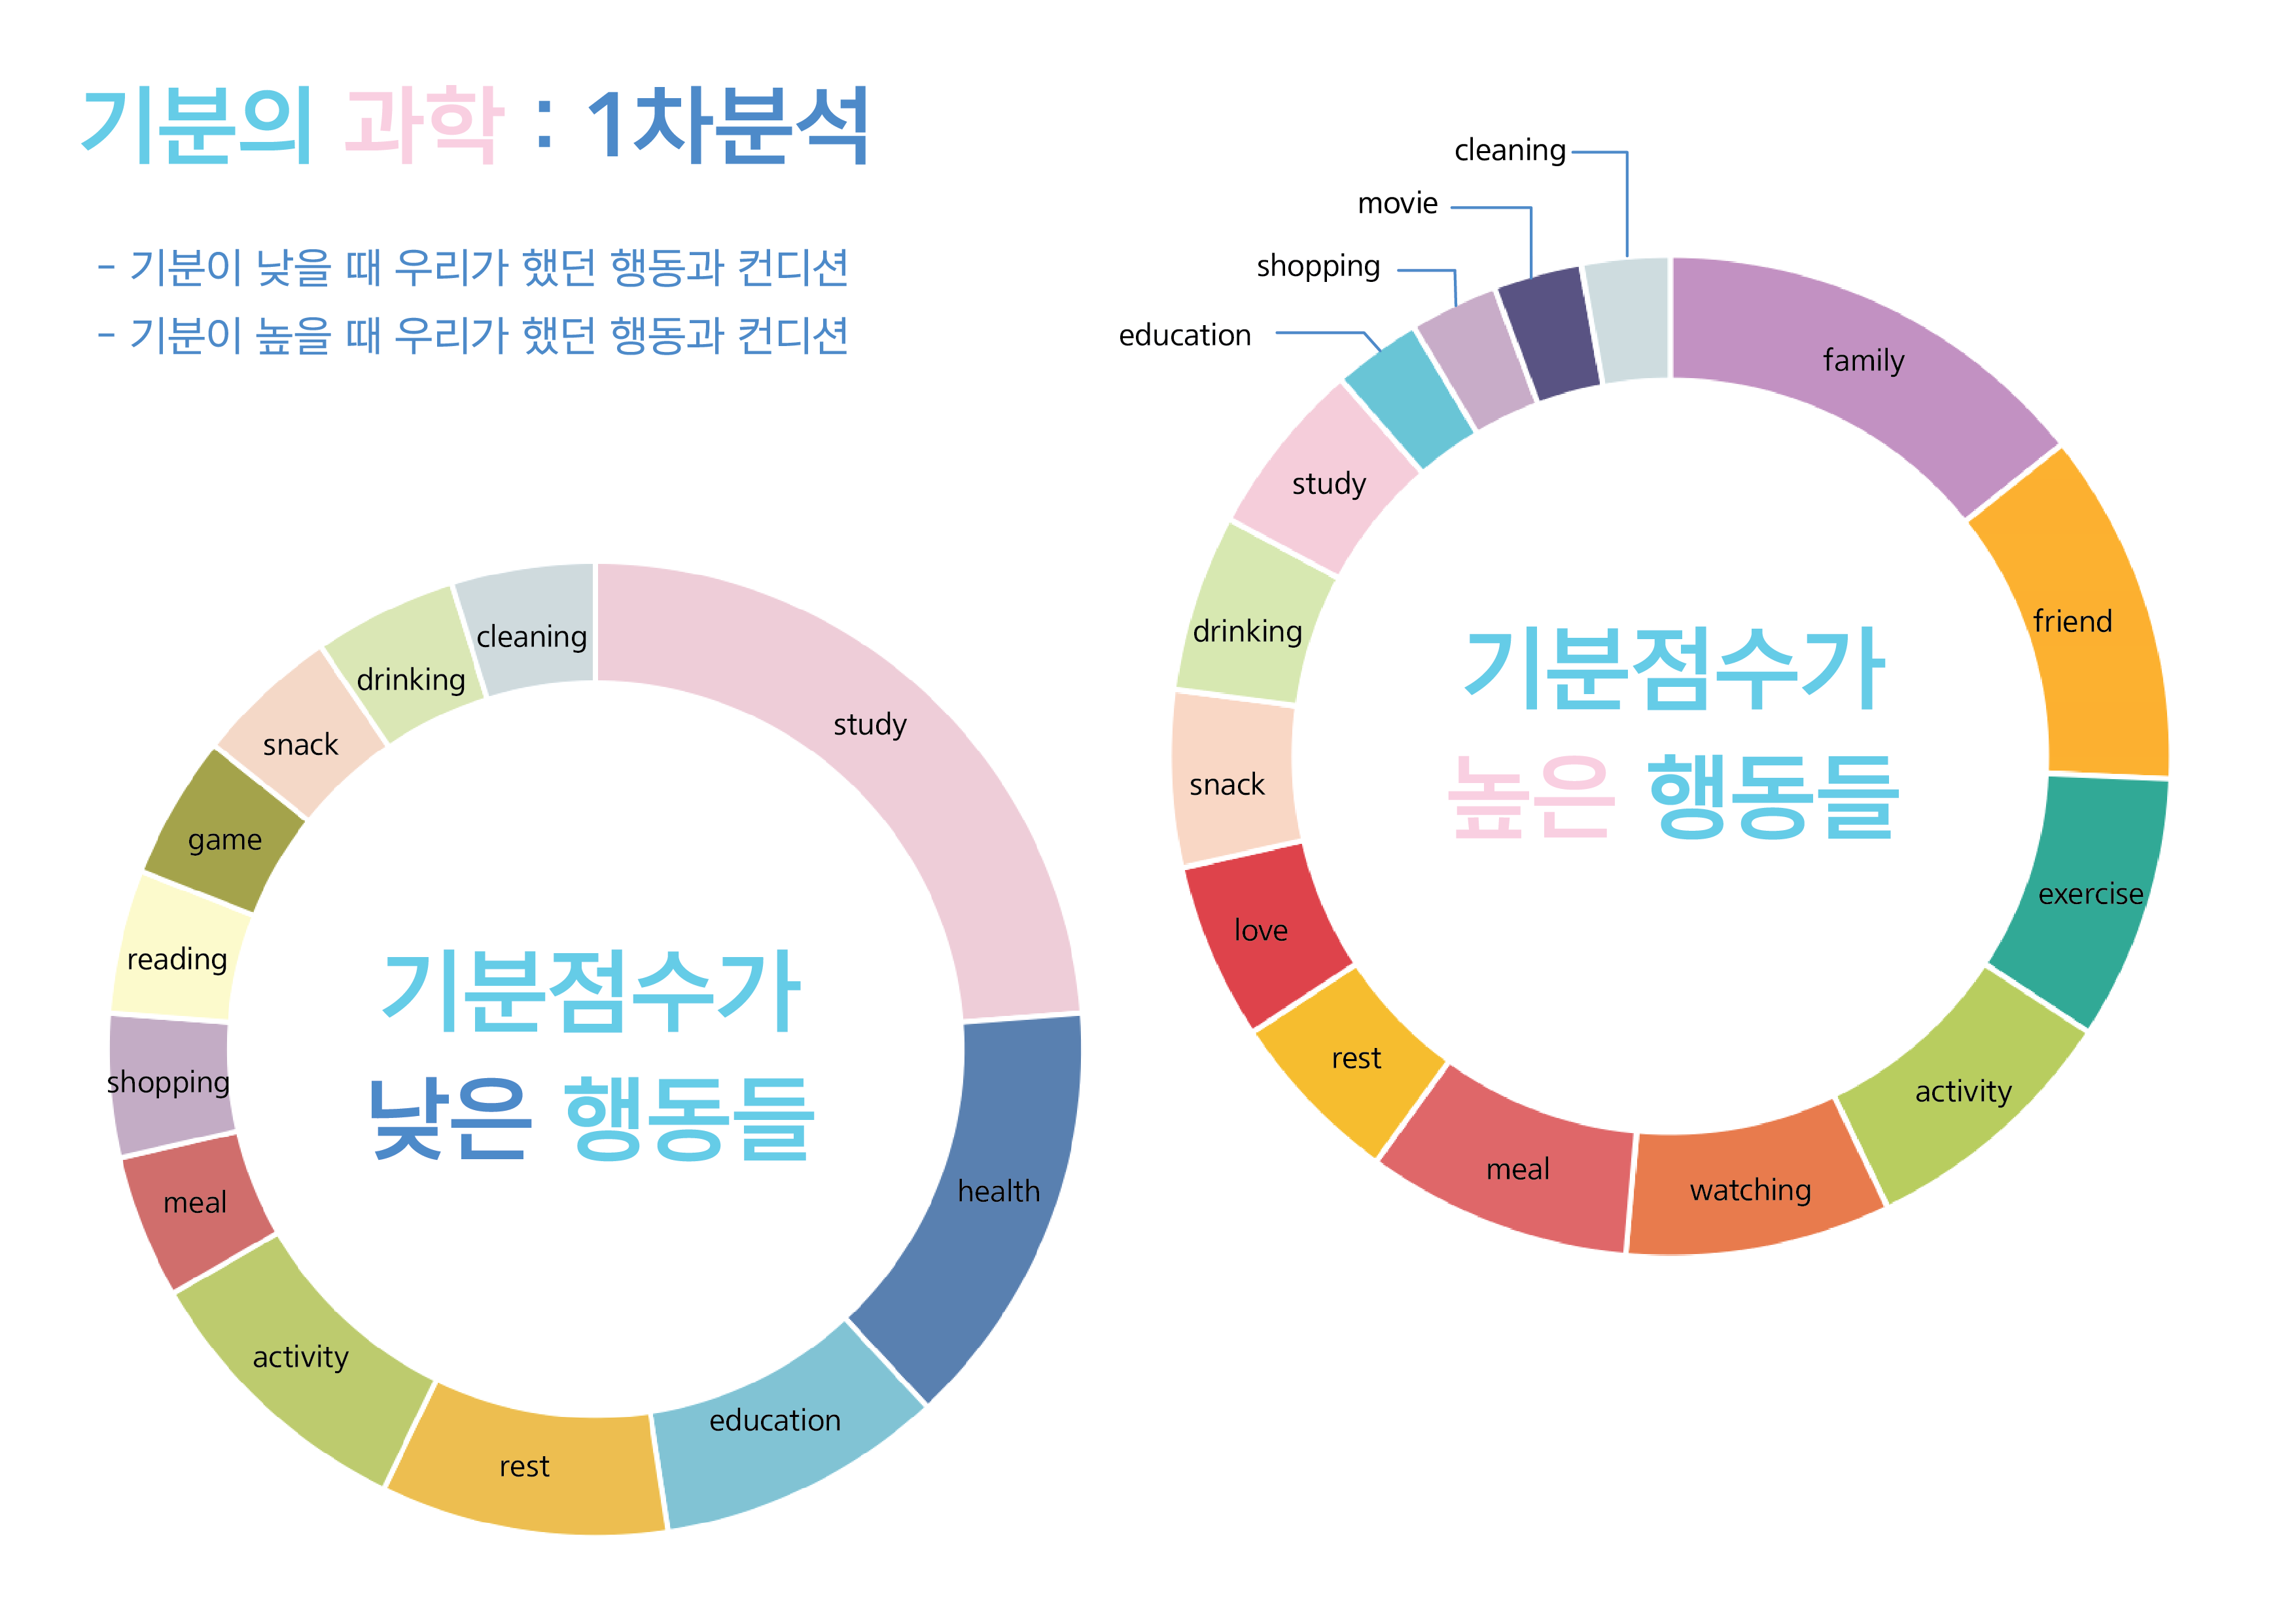 기분의 과학 : 1차분석
- 기분이 낮을 때 우리가 했던 행동과 컨디션
- 기분이 높을 때 우리가 했던 행동과 컨디션
기분점수가
낮은 행동들
study
health
education
rest
activity
meal
shopping
reading
game
snack
drinking
cleaning
기분점수가
높은 행동들
family
friend
exercise
activity
watching
meal
rest
love
snack
drinking
study
education
shopping
movie
cleaning